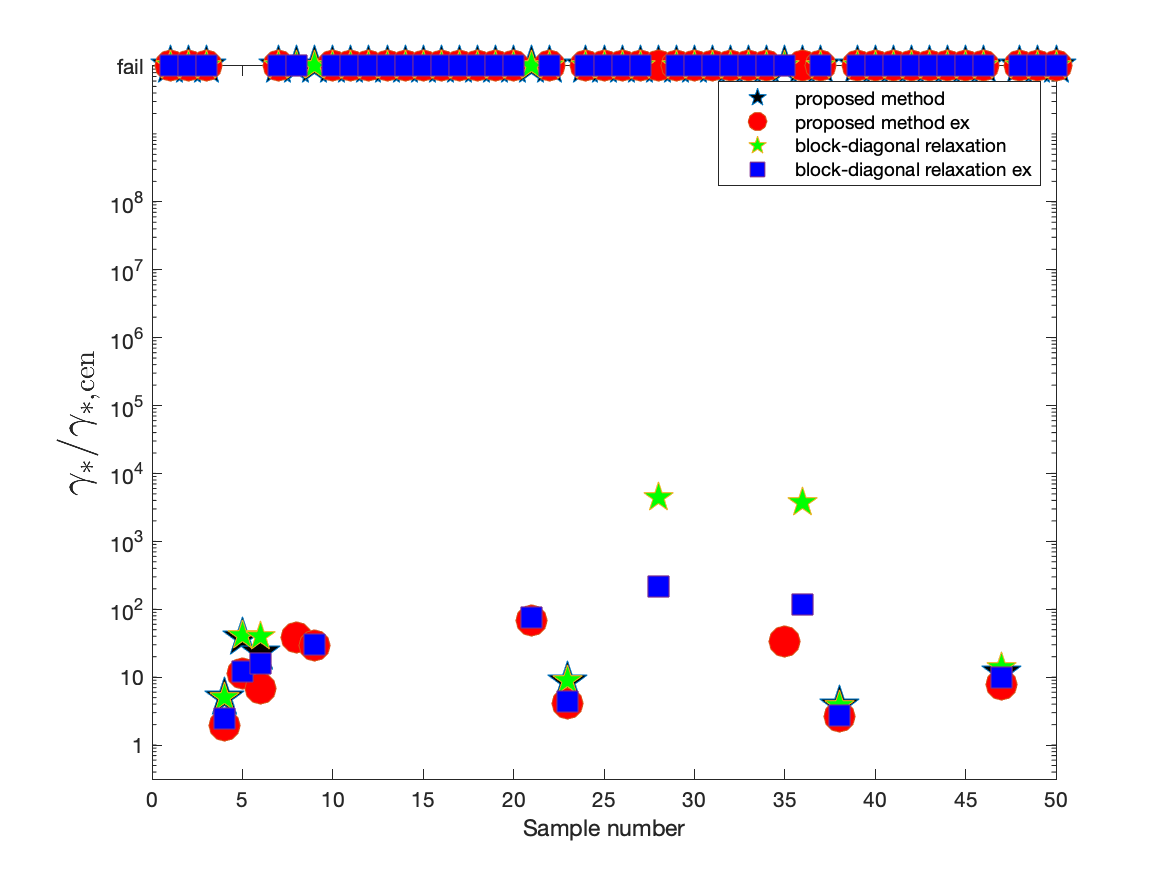 fail
proposed method
proposed method ex
block-diagonal relaxation
block-diagonal relaxation ex
10^8
10^7
10^6
10^5
10^4
10^3
10^2
10
1
γ_*/γ_{*,cen}
0 5 10 15 20 25 30 35 40 45 50
Sample number